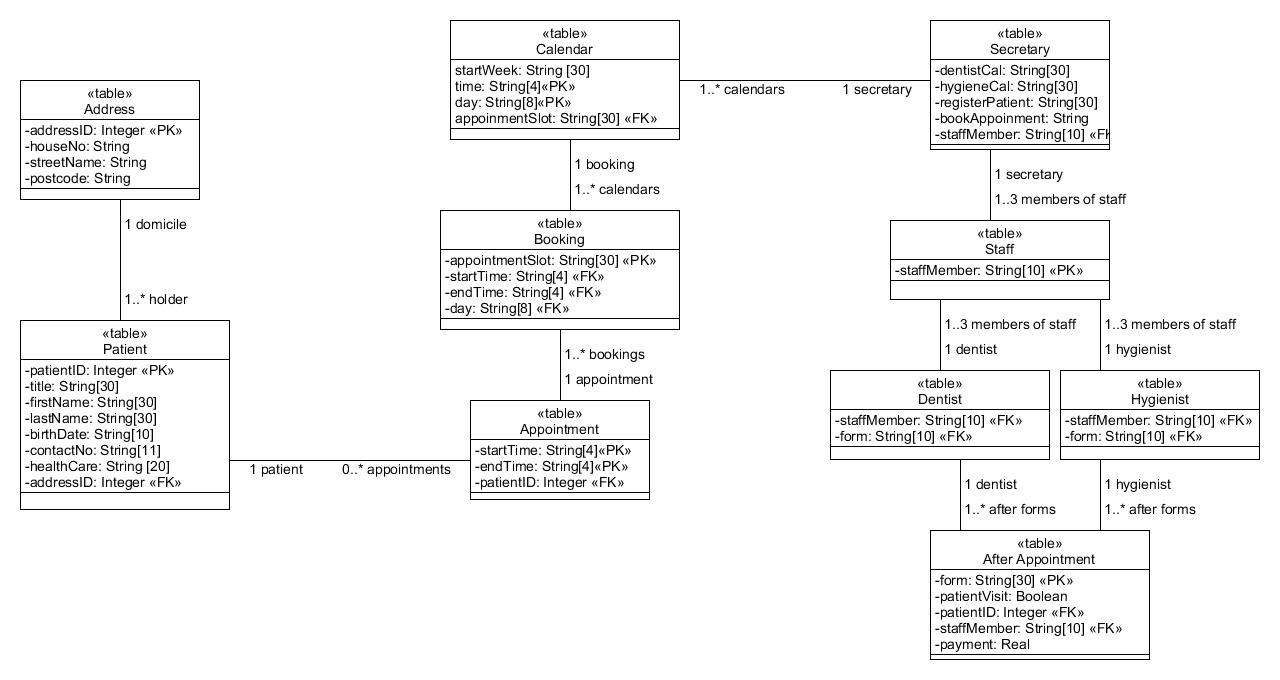 «table»
Address
-addressID: Integer «PK»
-houseNo: String
-streetName: String
-postcode: String
1 domicile
1..* holder
«table»
Patient
-patientID: Integer «PK»
-title: String[30]
-firstName: String[30]
-lastName: String[30]
-birthDate: String[10]
-contactNo: String[11]
-healthCare: String [20]
-addressID: Integer «FK»
1 patient
0..* appointments
«table»
Calendar
startWeek: String [30]
time: String[4]«PK»
day: String[8]«PK»
appoinmentSlot: String[30] «FK»
1..* calendars
1 secretary
1 booking
1..* calendars
«table»
Booking
-appointmentSlot: String[30] «PK»
-startTime: String[4] «FK»
-endTime: String[4] «FK»
-day: String[8] «FK»
1..* bookings
1 appointment
«table»
Appointment
-startTime: String[4]«PK»
-endTime: String[4]«PK»
-patientID: Integer «FK»
«table»
Secretary
-dentistCal: String[30]
-hygieneCal: String[30]
-registerPatient: String[30]
-bookAppoinment: String
-staffMember: String[10] «FK
1 secretary
1..3 members of staff
«table»
Staff
-staffMember: String[10] «PK»
1..3 members of staff
1 dentist
1..3 members of staff
1 hygienist
«table»
Dentist
-staffMember: String[10] «FK»
-form: String[10] «FK»
«table»
Hygienist
-staffMember: String[10] «FK»
-form: String[10] «FK»
1 dentist
1..* after forms
1 hygienist
1..* after forms
«table»
After Appointment
-form: String[30] «PK»
-patientVisit: Boolean
-patientID: Integer «FK»
-staffMember: String[10] «FK»
-payment: Real